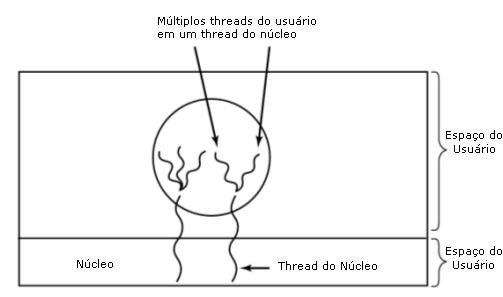 Múltiplos threads do usuário
em um thread do núcleo
Espaço do
Usuário
Núcleo
Thread do Núcleo
Espaço do
Usuário